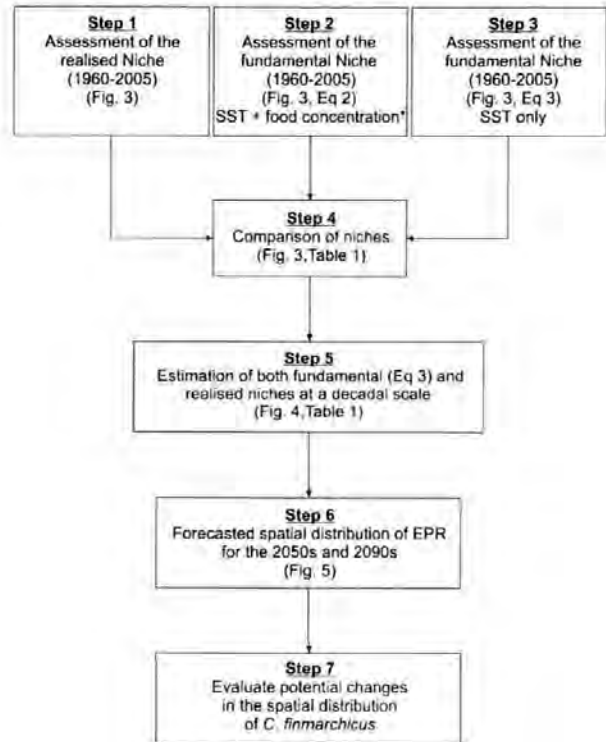 Step 1
Assessment of the
realised Niche
(1960-2005)
(Fig. 3)
Step 2
Assessment of the
fundamental Niche
(1960-2005)
(Fig. 3, Eq 2)
SST + food concentration*
Step 3
Assessment of the
fundamental Niche
(1960-2005)
(Fig. 3, Eq 3)
SST only
Step 4
Comparison of niches
(Fig. 3,Table 1)
Step 5
Estimation of both fundamental (Eq 3) and
realised niches at a decadal scale
(Fig. 4,Table 1)
Step 6
Forecasted spatial distribution of EPR
for the 2050s and 2090s
(Fig. 5)
Step 7
Evaluate potential changes
in the spatial distribution
of C. finmarchicus